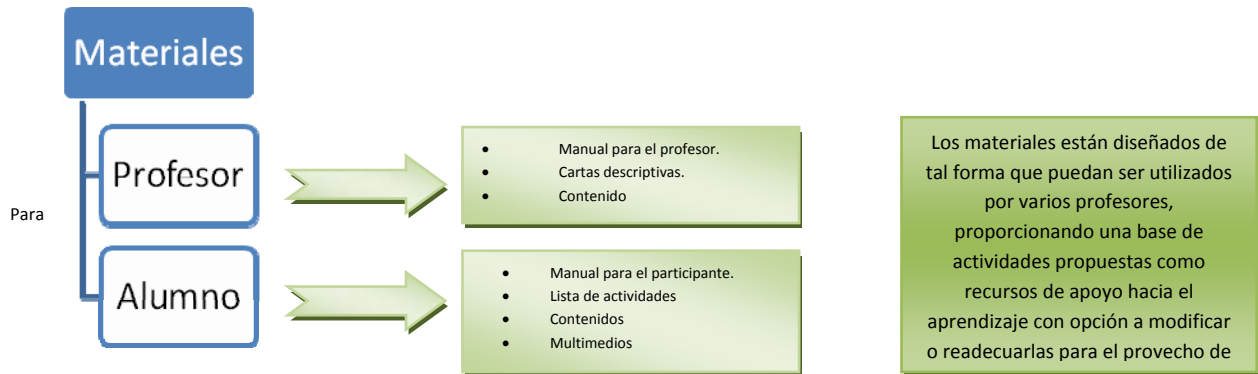 Materiales
Para
Profesor
• Manual para el profesor.
• Cartas descriptivas.
• Contenido
Alumno
• Manual para el participante.
• Lista de actividades
• Contenidos
• Multimedios
Los materiales están diseñados de
tal forma que puedan ser utilizados
por varios profesores,
proporcionando una base de
actividades propuestas como
recursos de apoyo hacia el
aprendizaje con opción a modificar
o readecuarlas para el provecho de